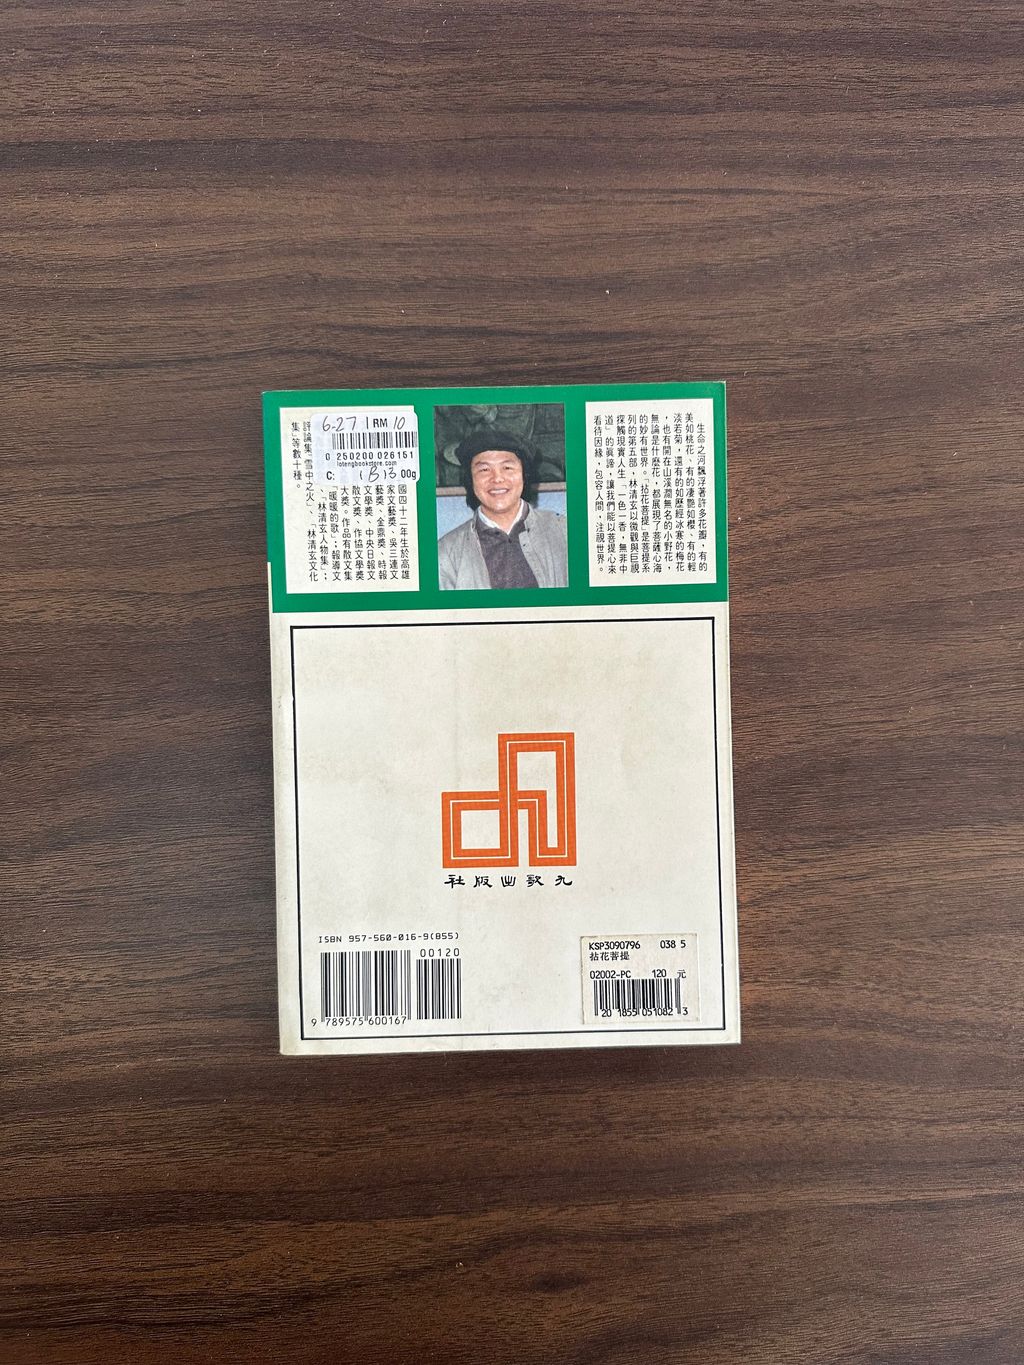 生命之河飄浮著許多花瓣，有的
美如桃花、有的淒艷如櫻、有的輕
淡若菊，還有的如歷經冰寒的梅花
，也有開在山溪澗無名的小野花，
無論是什麼花，都展現了菩薩心海
的妙有世界。「拈花菩提」是菩提系
列的第五部，林清玄以微觀與巨視
探觸現實人生「一色一香，無非中
道」的眞諦，讓我們能以菩提心來
看待因緣，包容人間，注視世界。
國四十二年生於高雄
家文藝獎、吳三連文
藝獎、金鼎獎、時報
文學獎、中央日報文
散文獎、作協文學獎
大獎。作品有散文集
「暖暖的歌」；報導文
、「林清玄人物集」；
評論集「雪中之火」、「林清玄文化
集」等數十種。
6-27 RM 10
0 250200 026151
lotengbookstore.com
C: 00g
社版出歌九
ISBN 957-560-016-9(855)
00120
9 789575 600167
KSP3090796 038 5
拈花菩提
02002-PC 120 元
20 1855 051082 3